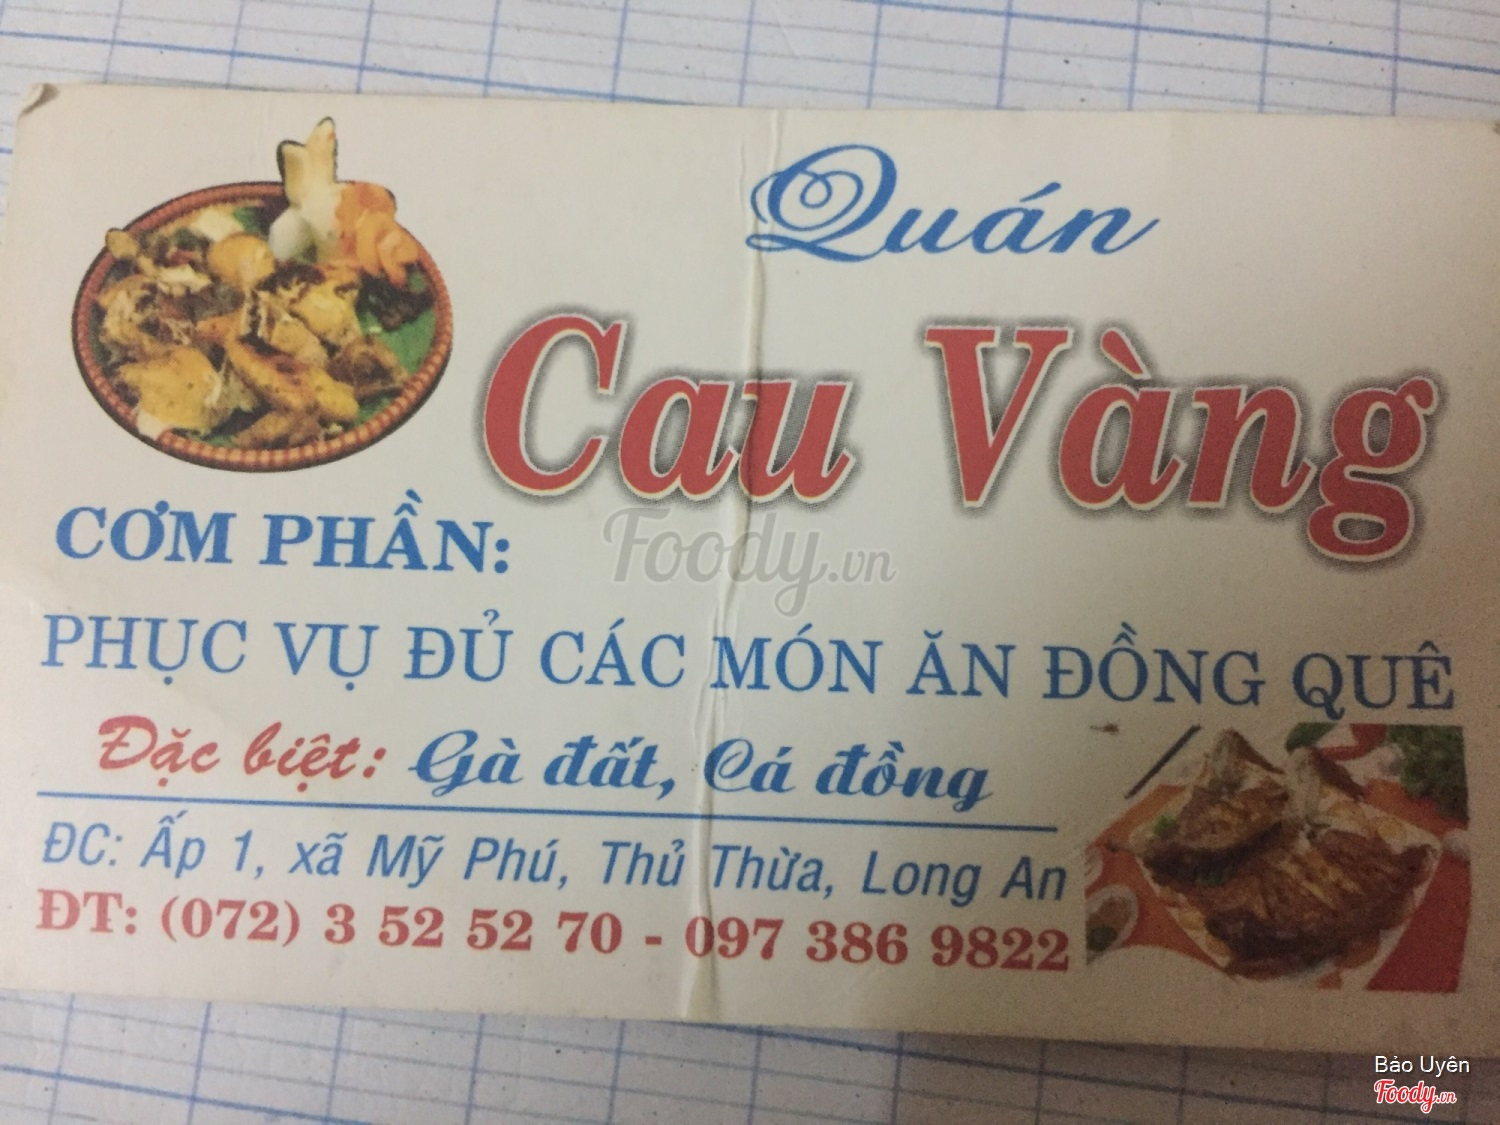 Quán
Cau Vàng
CƠM PHẦN:
PHỤC VỤ ĐỦ CÁC MÓN ĂN ĐỒNG QUÊ
Đặc biệt: Gà đất, Cá đồng
ĐC: Ấp 1, xã Mỹ Phú, Thủ Thừa, Long An
ĐT: (072) 3 52 52 70 - 097 386 9822
Foody.vn
Bảo Uyên
Foody.vn